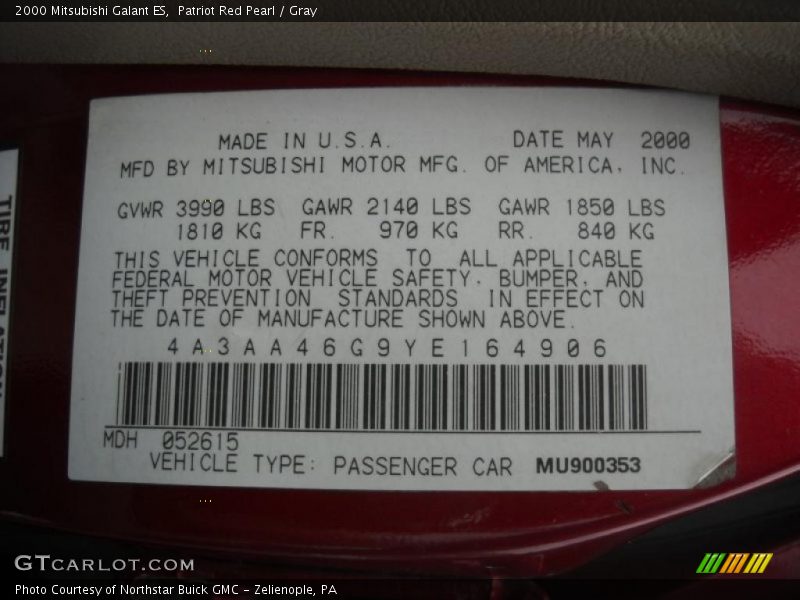 2000 Mitsubishi Galant ES,  Patriot Red Pearl / Gray
MADE IN U.S.A. DATE MAY 2000
MFD BY MITSUBISHI MOTOR MFG. OF AMERICA, INC.
GVWR 3990 LBS GAWR 2140 LBS GAWR 1850 LBS
1810 KG FR. 970 KG RR. 840 KG
THIS VEHICLE CONFORMS TO ALL APPLICABLE
FEDERAL MOTOR VEHICLE SAFETY, BUMPER, AND
THEFT PREVENTION STANDARDS IN EFFECT ON
THE DATE OF MANUFACTURE SHOWN ABOVE.
4A3AA46G9YE164906
MDH 052615
VEHICLE TYPE: PASSENGER CAR MU900353
TIRE INFLATION
GTCARLOT.COM
Photo Courtesy of Northstar Buick GMC - Zelienople, PA